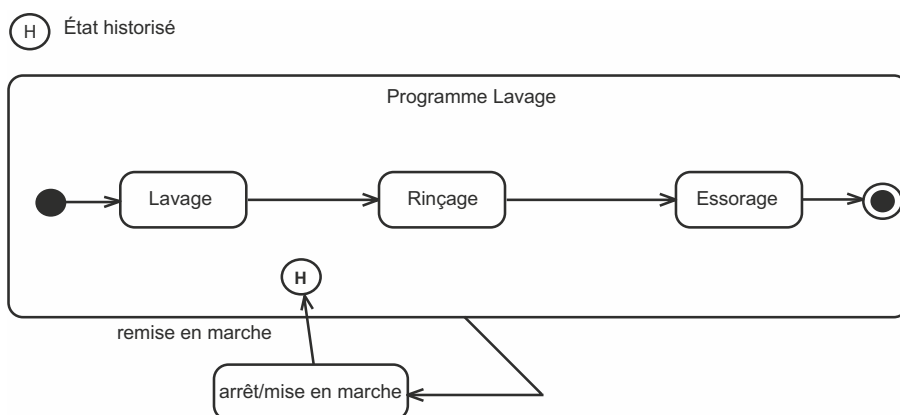 H État historisé
Programme Lavage
Lavage
Rinçage
Essorage
H
remise en marche
arrêt/mise en marche